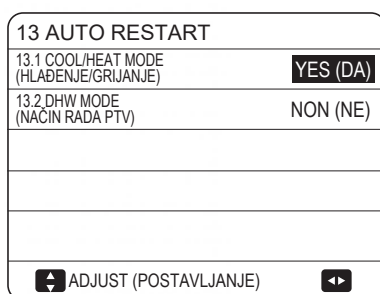 13 AUTO RESTART
13.1 COOL/HEAT MODE
(HLAĐENJE/GRIJANJE)
YES (DA)
13.2 DHW MODE
(NAČIN RADA PTV)
NON (NE)
ADJUST (POSTAVLJANJE)